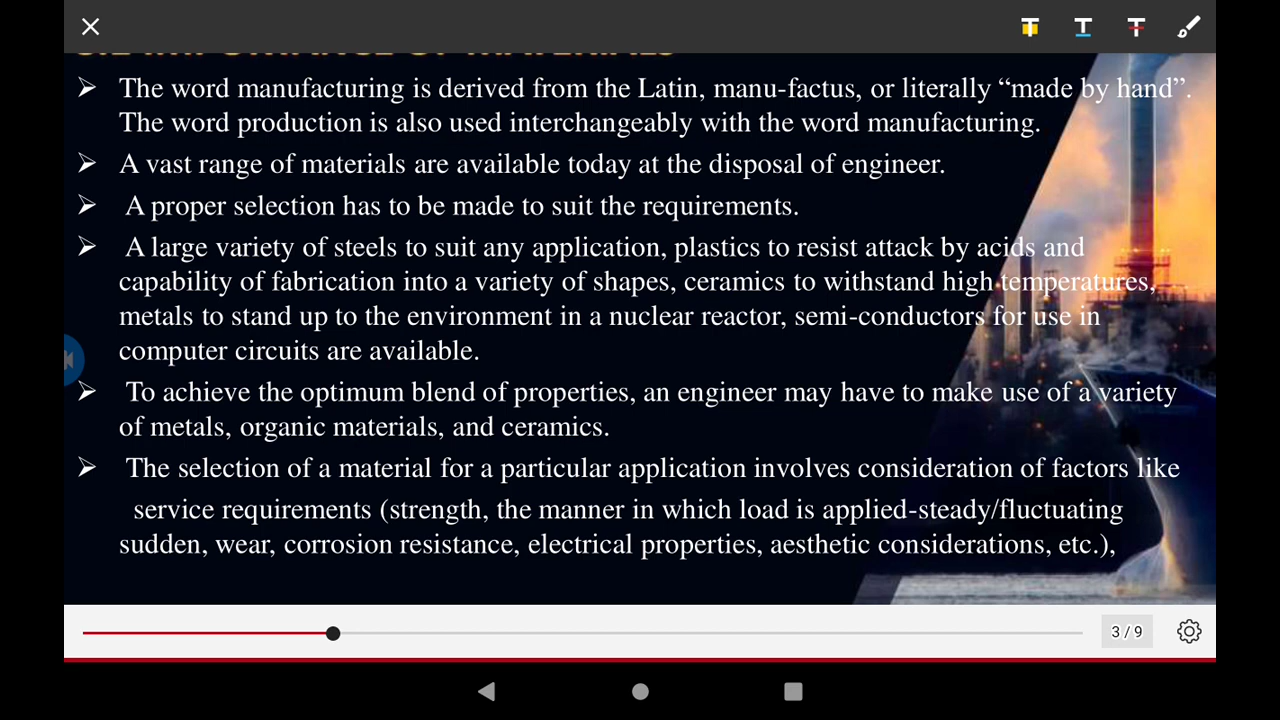 ➢ The word manufacturing is derived from the Latin, manu-factus, or literally “made by hand”.
The word production is also used interchangeably with the word manufacturing.
➢ A vast range of materials are available today at the disposal of engineer.
➢ A proper selection has to be made to suit the requirements.
➢ A large variety of steels to suit any application, plastics to resist attack by acids and
capability of fabrication into a variety of shapes, ceramics to withstand high temperatures,
metals to stand up to the environment in a nuclear reactor, semi-conductors for use in
computer circuits are available.
➢ To achieve the optimum blend of properties, an engineer may have to make use of a variety
of metals, organic materials, and ceramics.
➢ The selection of a material for a particular application involves consideration of factors like
service requirements (strength, the manner in which load is applied-steady/fluctuating
sudden, wear, corrosion resistance, electrical properties, aesthetic considerations, etc.),
3 / 9